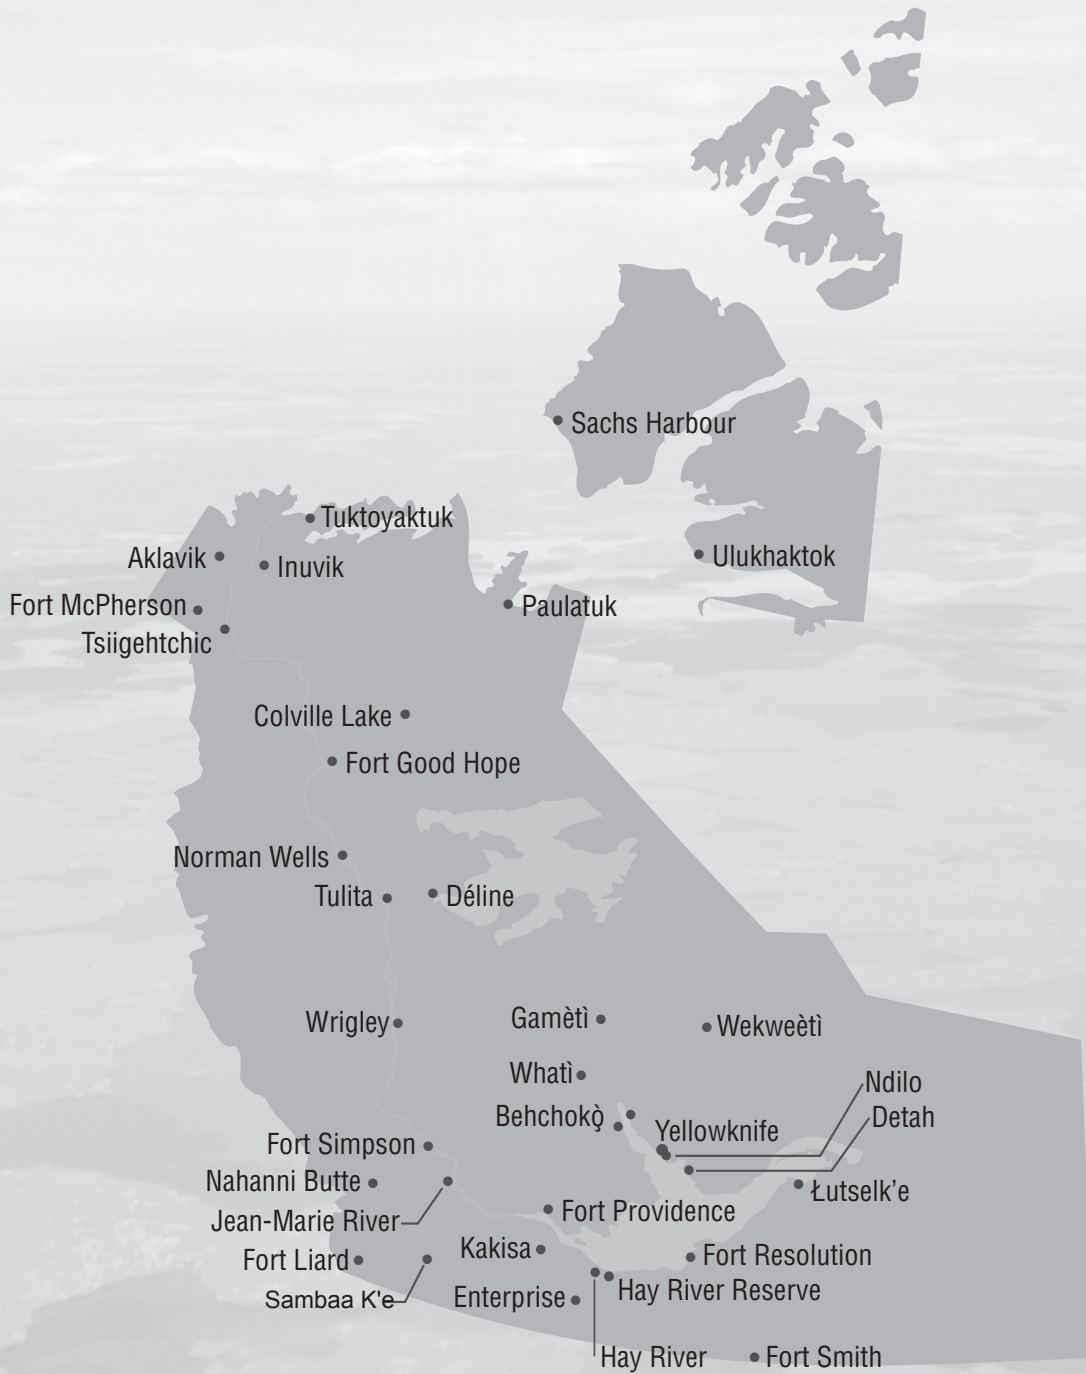 Sachs Harbour
Tuktoyaktuk
Aklavik
Inuvik
Ulukhaktok
Fort McPherson
Paulatuk
Tsiigehtchic
Colville Lake
Fort Good Hope
Norman Wells
Tulita
Déline
Wrigley
Gamètì
Wekweètì
Whatì
Ndilo
Behchokǫ̀
Detah
Yellowknife
Fort Simpson
Nahanni Butte
Łutselk’e
Jean-Marie River
Fort Providence
Kakisa
Fort Resolution
Fort Liard
Hay River Reserve
Sambaa K'e
Enterprise
Hay River
Fort Smith